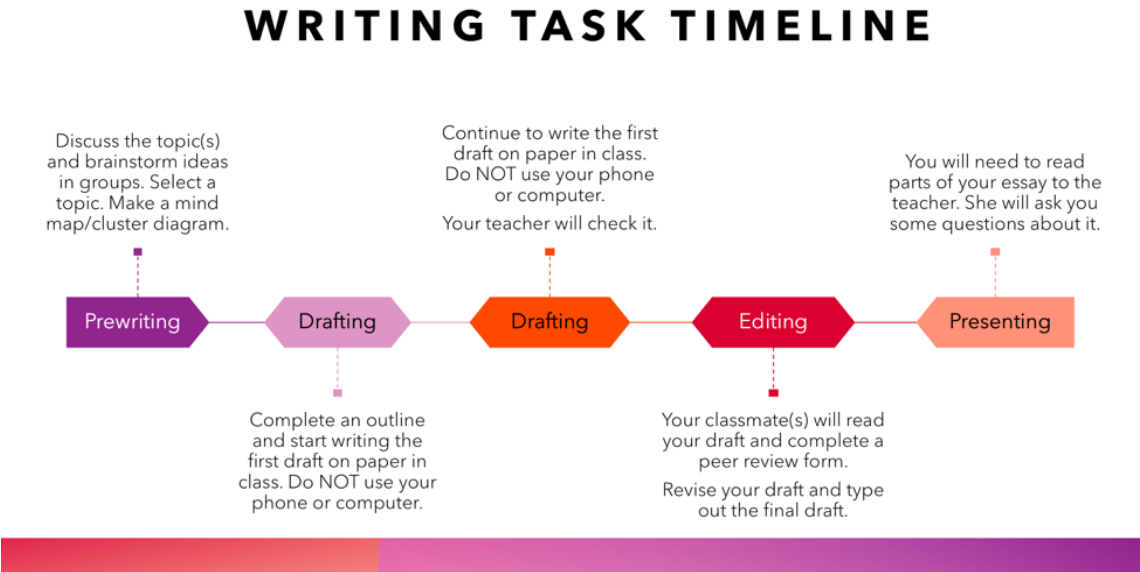 WRITING TASK TIMELINE
Discuss the topic(s)
and brainstorm ideas
in groups. Select a
topic. Make a mind
map/cluster diagram.
Continue to write the first
draft on paper in class.
Do NOT use your phone
or computer.
Your teacher will check it.
You will need to read
parts of your essay to the
teacher. She will ask you
some questions about it.
Prewriting
Drafting
Drafting
Editing
Presenting
Complete an outline
and start writing the
first draft on paper in
class. Do NOT use your
phone or computer.
Your classmate(s) will read
your draft and complete a
peer review form.
Revise your draft and type
out the final draft.